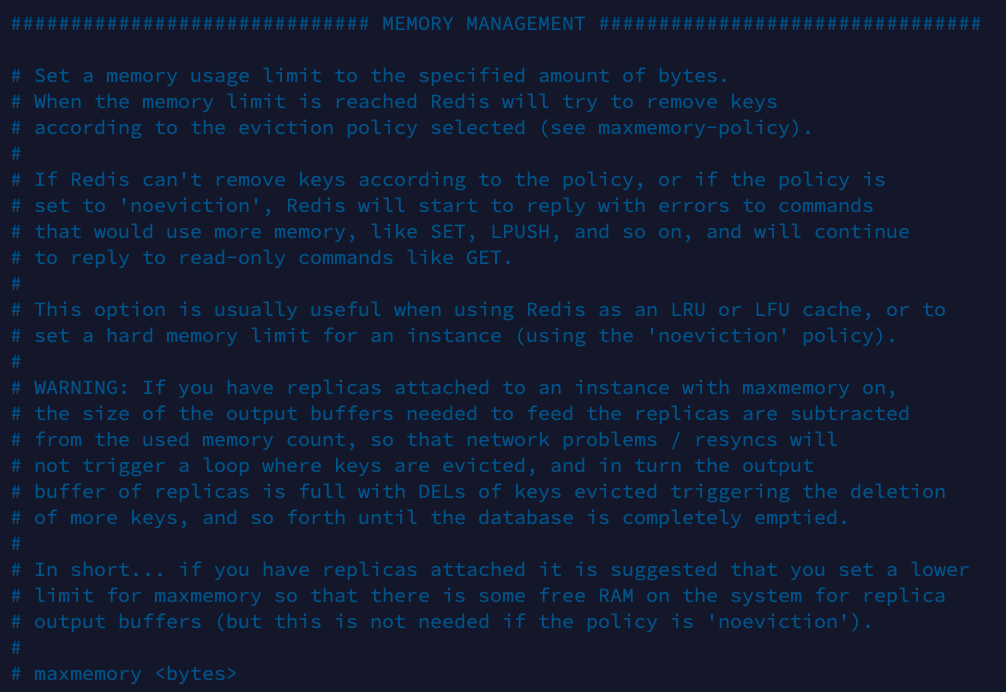 ############################## MEMORY MANAGEMENT ################################
# Set a memory usage limit to the specified amount of bytes.
# When the memory limit is reached Redis will try to remove keys
# according to the eviction policy selected (see maxmemory-policy).
#
# If Redis can't remove keys according to the policy, or if the policy is
# set to 'noeviction', Redis will start to reply with errors to commands
# that would use more memory, like SET, LPUSH, and so on, and will continue
# to reply to read-only commands like GET.
#
# This option is usually useful when using Redis as an LRU or LFU cache, or to
# set a hard memory limit for an instance (using the 'noeviction' policy).
#
# WARNING: If you have replicas attached to an instance with maxmemory on,
# the size of the output buffers needed to feed the replicas are subtracted
# from the used memory count, so that network problems / resyncs will
# not trigger a loop where keys are evicted, and in turn the output
# buffer of replicas is full with DELs of keys evicted triggering the deletion
# of more keys, and so forth until the database is completely emptied.
#
# In short... if you have replicas attached it is suggested that you set a lower
# limit for maxmemory so that there is some free RAM on the system for replica
# output buffers (but this is not needed if the policy is 'noeviction').
#
# maxmemory <bytes>